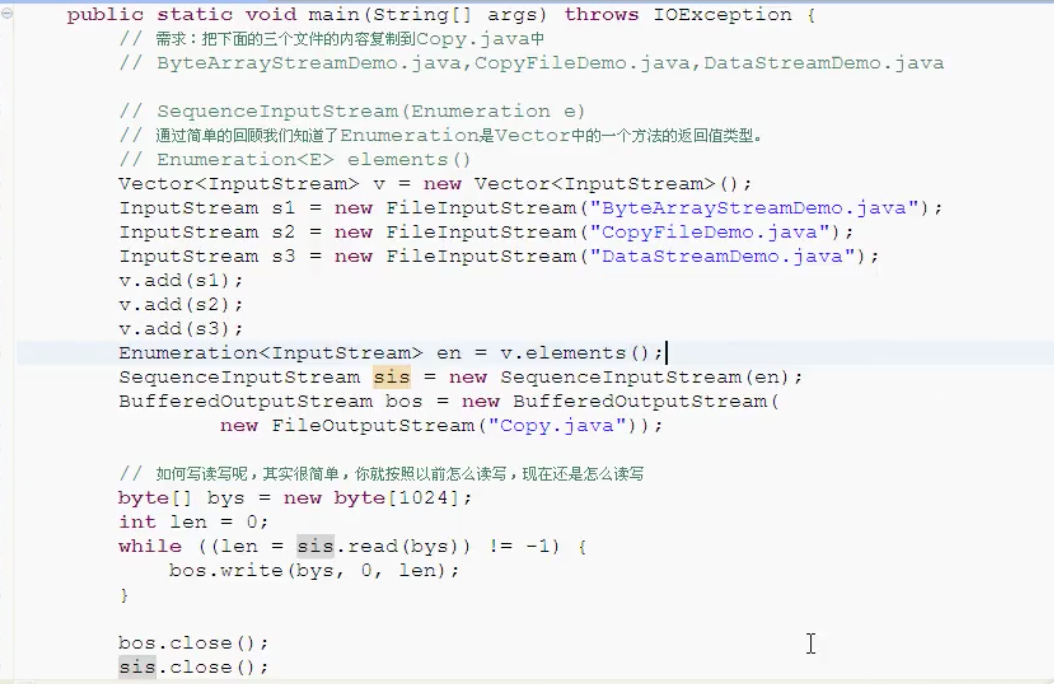 public static void main(String[] args) throws IOException {
// 需求：把下面的三个文件的内容复制到Copy.java中
// ByteArrayStreamDemo.java,CopyFileDemo.java,DataStreamDemo.java
// SequenceInputStream(Enumeration e)
// 通过简单的回顾我们知道了Enumeration是Vector中的一个方法的返回值类型。
// Enumeration<E> elements()
Vector<InputStream> v = new Vector<InputStream>();
InputStream s1 = new FileInputStream("ByteArrayStreamDemo.java");
InputStream s2 = new FileInputStream("CopyFileDemo.java");
InputStream s3 = new FileInputStream("DataStreamDemo.java");
v.add(s1);
v.add(s2);
v.add(s3);
Enumeration<InputStream> en = v.elements();
SequenceInputStream sis = new SequenceInputStream(en);
BufferedOutputStream bos = new BufferedOutputStream(
new FileOutputStream("Copy.java"));
// 如何写读写呢，其实很简单，你就按照以前怎么读写，现在还是怎么读写
byte[] bys = new byte[1024];
int len = 0;
while ((len = sis.read(bys)) != -1) {
bos.write(bys, 0, len);
}
bos.close();
sis.close();